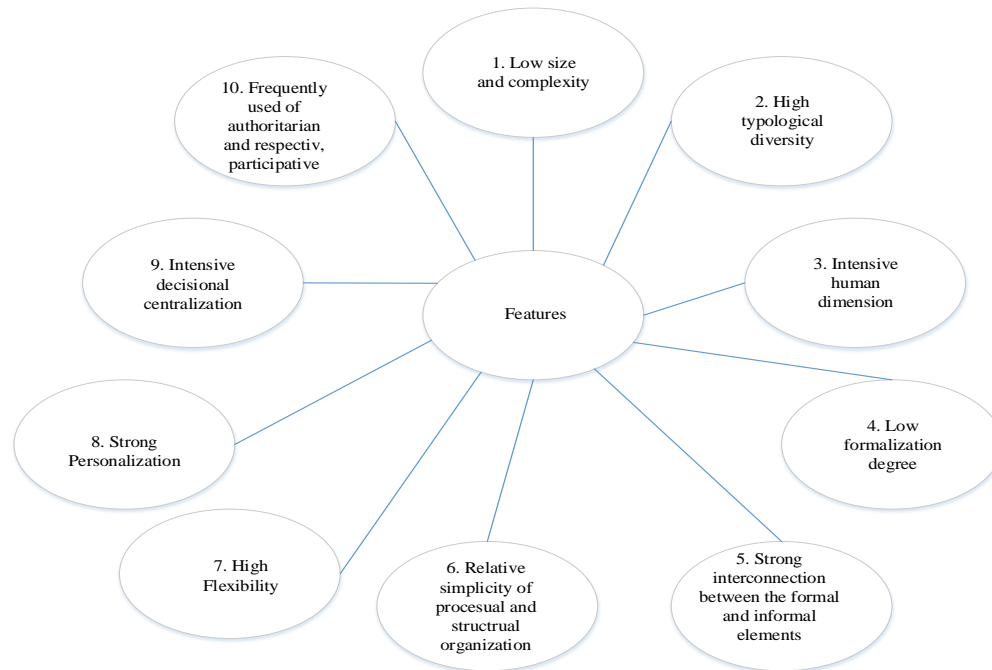 1. Low size
and complexity
2. High
typological
diversity
3. Intensive
human
dimension
4. Low
formalization
degree
5. Strong
interconnection
between the formal
and informal
elements
6. Relative
simplicity of
procesual and
structrual
organization
7. High
Flexibility
8. Strong
Personalization
9. Intensive
decisional
centralization
10. Frequently
used of
authoritarian
and respectiv,
participative
Features